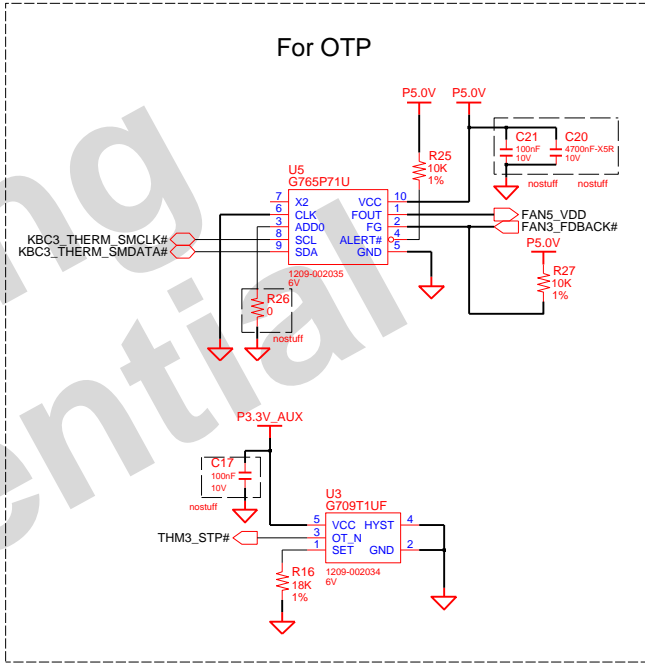 For OTP
P5.0V
P5.0V
C21
100nF
10V
nostuff
C20
4700nF-X5R
10V
nostuff
R25
10K
1%
U5
G765P71U
7 X2
6 CLK
3 ADD0
8 SCL
9 SDA
VCC 10
FOUT 1
FG 2
ALERT# 4
GND 5
1209-002035
6V
KBC3_THERM_SMCLK#
KBC3_THERM_SMDATA#
FAN5_VDD
FAN3_FDBACK#
P5.0V
R27
10K
1%
R26
0
nostuff
P3.3V_AUX
C17
100nF
10V
nostuff
U3
G709T1UF
5 VCC HYST 4
3 OT_N
1 SET GND 2
1209-002034
6V
THM3_STP#
R16
18K
1%
ng
ential